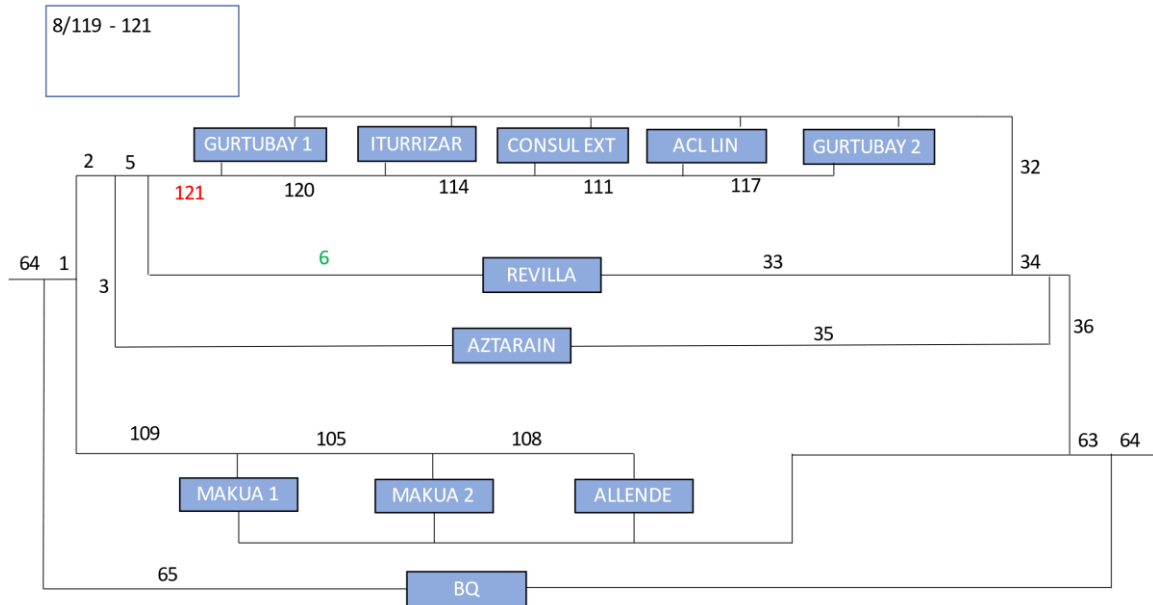 8/119 - 121
GURTUBAY 1
ITURRIZAR
CONSUL EXT
ACL LIN
GURTUBAY 2
2
5
32
121
120
114
111
117
64
1
6
REVILLA
33
34
3
AZTARAIN
35
36
109
105
108
63
64
MAKUA 1
MAKUA 2
ALLENDE
65
BQ